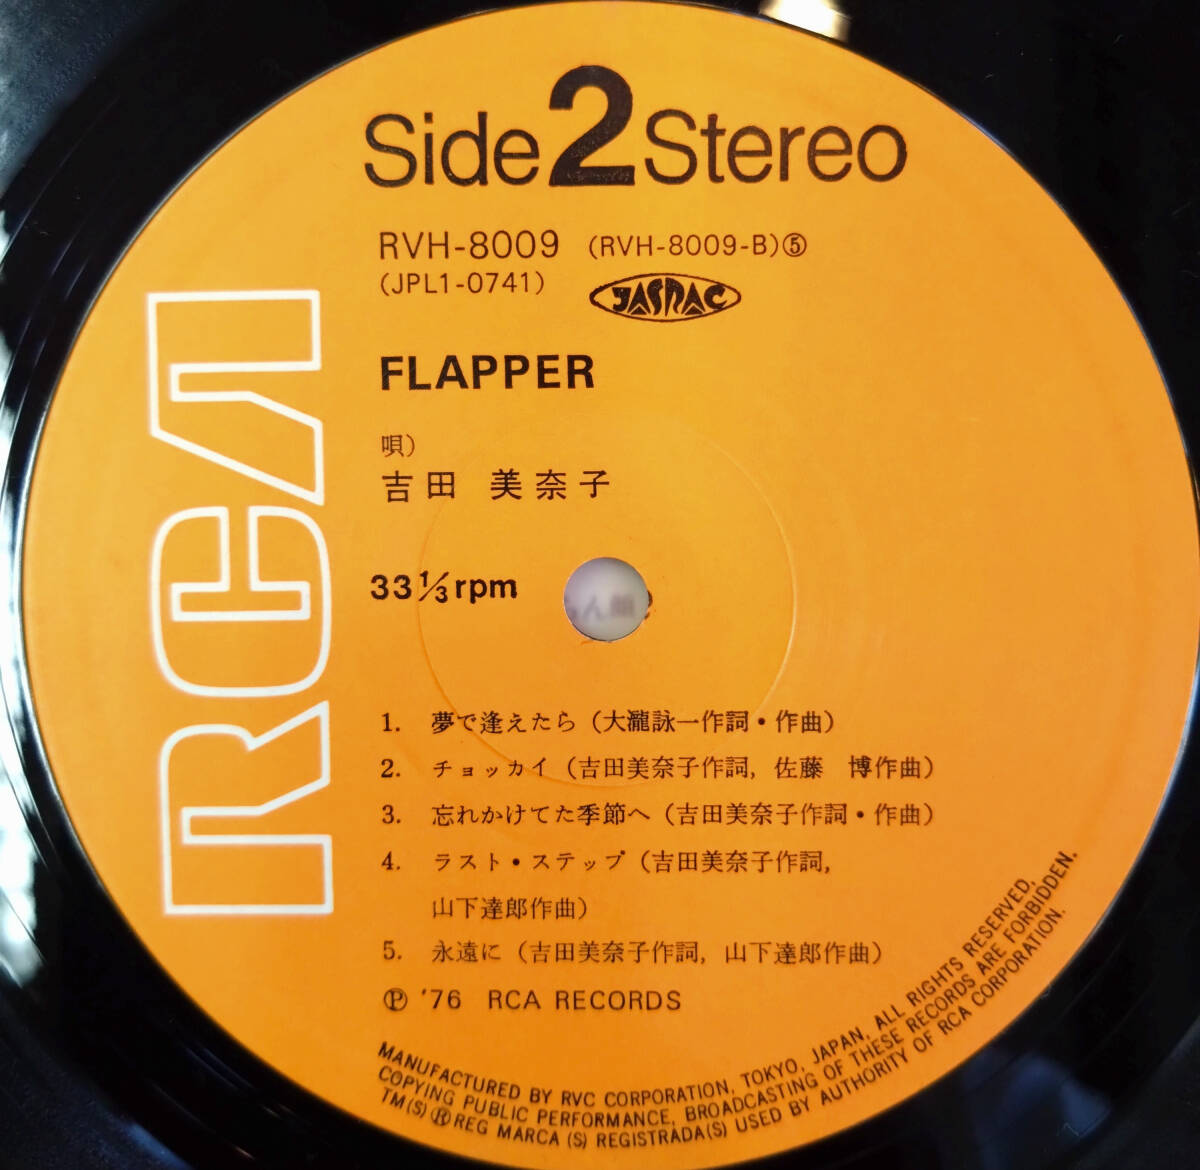 Side 2 Stereo
RVH-8009 (RVH-8009-B)⑤
(JPL1-0741)
JASRAC
FLAPPER
唄)
吉田 美奈子
33 1/3 rpm
RCA
1. 夢で逢えたら (大瀧詠一作詞・作曲)
2. チョッカイ (吉田美奈子作詞, 佐藤 博作曲)
3. 忘れかけてた季節へ (吉田美奈子作詞・作曲)
4. ラスト・ステップ (吉田美奈子作詞,
山下達郎作曲)
5. 永遠に (吉田美奈子作詞, 山下達郎作曲)
Ⓟ '76 RCA RECORDS
MANUFACTURED BY RVC CORPORATION, TOKYO, JAPAN, ALL RIGHTS RESERVED,
COPYING PUBLIC PERFORMANCE, BROADCASTING OF THESE RECORDS ARE FORBIDDEN.
TM(S) ® REG MARCA (S) REGISTRADA(S) USED BY AUTHORITY OF RCA CORPORATION.